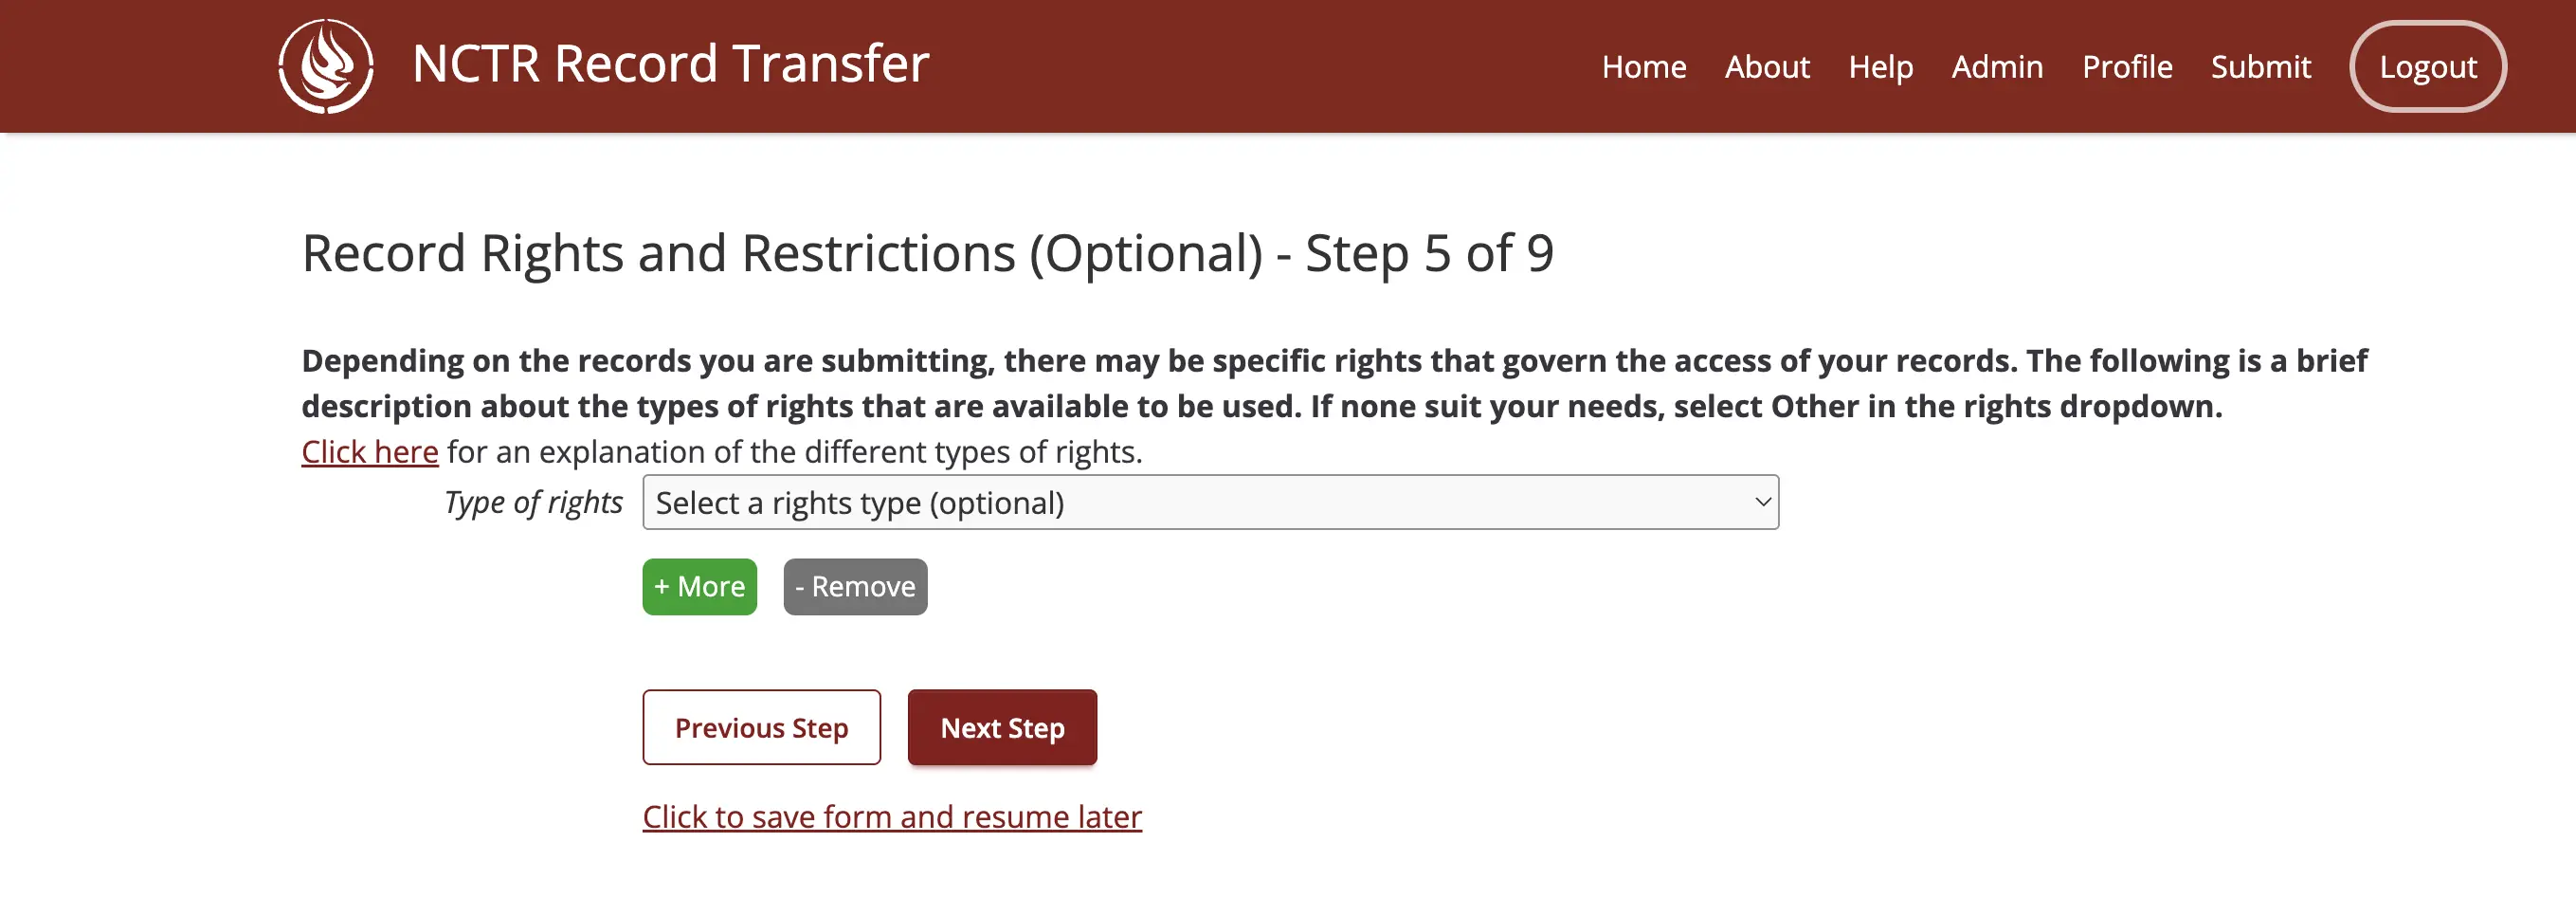 NCTR Record Transfer
Home About Help Admin Profile Submit Logout
Record Rights and Restrictions (Optional) - Step 5 of 9
Depending on the records you are submitting, there may be specific rights that govern the access of your records. The following is a brief
description about the types of rights that are available to be used. If none suit your needs, select Other in the rights dropdown.
Click here for an explanation of the different types of rights.
Type of rights Select a rights type (optional)
+ More - Remove
Previous Step Next Step
Click to save form and resume later